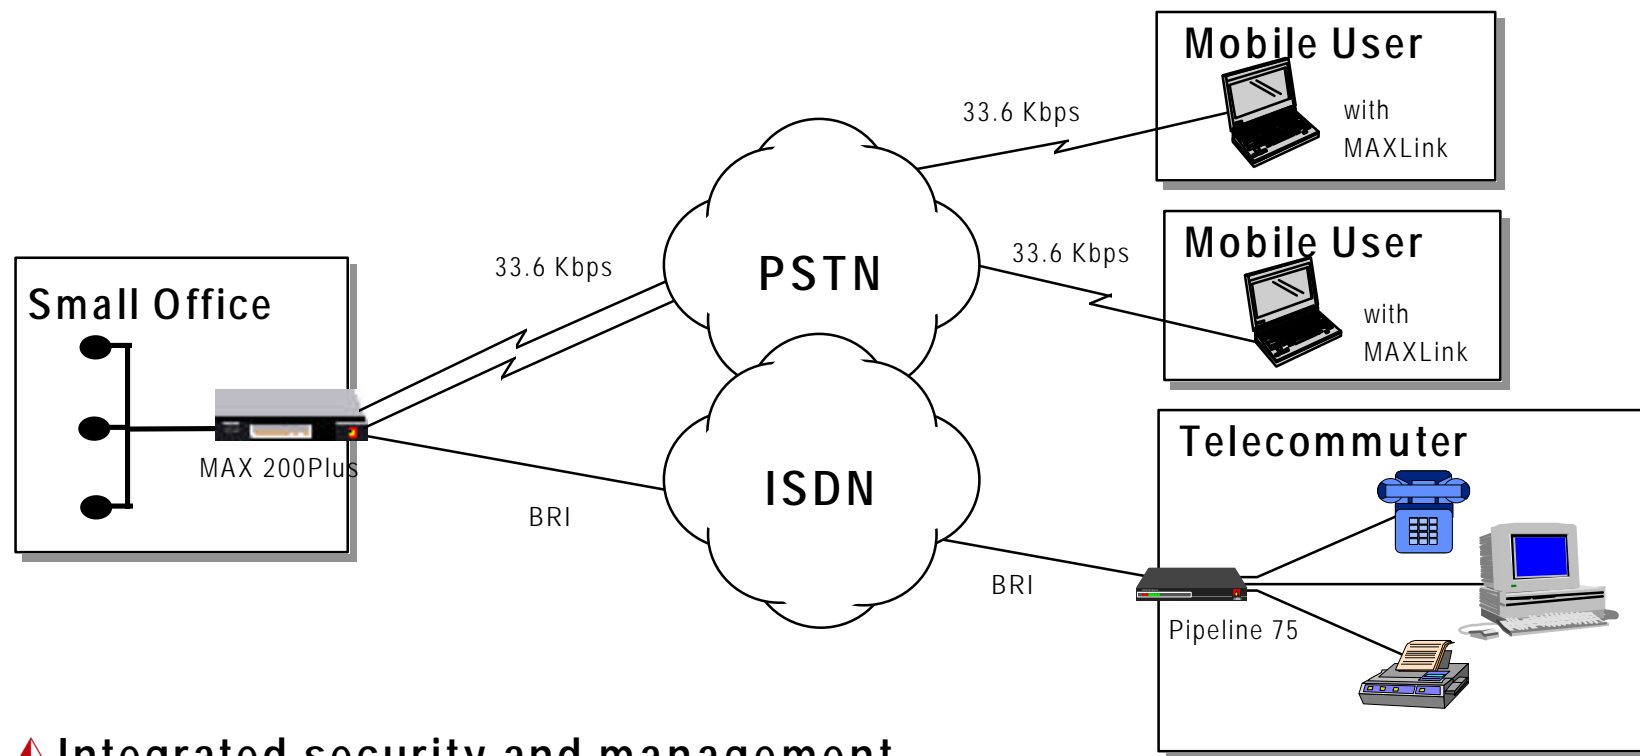 Mobile User
33.6 Kbps
with
MAXLink
Mobile User
33.6 Kbps
with
MAXLink
33.6 Kbps
PSTN
Small Office
MAX 200Plus
ISDN
BRI
Telecommuter
BRI
Pipeline 75
Integrated security and management